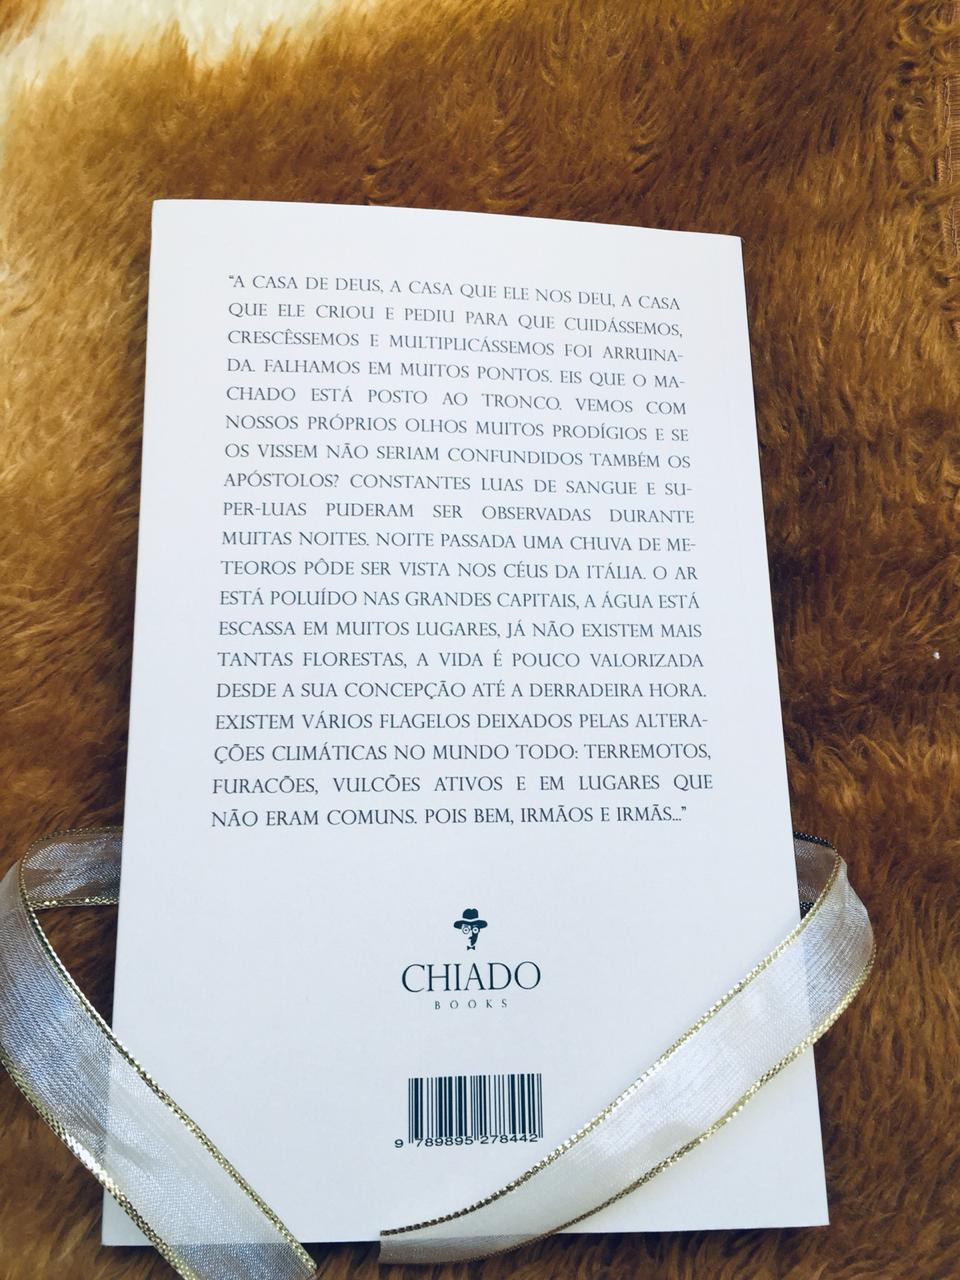 “A CASA DE DEUS, A CASA QUE ELE NOS DEU, A CASA
QUE ELE CRIOU E PEDIU PARA QUE CUIDÁSSEMOS,
CRESCÊSSEMOS E MULTIPLICÁSSEMOS FOI ARRUINA-
DA. FALHAMOS EM MUITOS PONTOS. EIS QUE O MA-
CHADO ESTÁ POSTO AO TRONCO. VEMOS COM
NOSSOS PRÓPRIOS OLHOS MUITOS PRODÍGIOS E SE
OS VISSEM NÃO SERIAM CONFUNDIDOS TAMBÉM OS
APÓSTOLOS? CONSTANTES LUAS DE SANGUE E SU-
PER-LUAS PUDERAM SER OBSERVADAS DURANTE
MUITAS NOITES. NOITE PASSADA UMA CHUVA DE ME-
TEOROS PÔDE SER VISTA NOS CÉUS DA ITÁLIA. O AR
ESTÁ POLUÍDO NAS GRANDES CAPITAIS, A ÁGUA ESTÁ
ESCASSA EM MUITOS LUGARES, JÁ NÃO EXISTEM MAIS
TANTAS FLORESTAS, A VIDA É POUCO VALORIZADA
DESDE A SUA CONCEPÇÃO ATÉ A DERRADEIRA HORA.
EXISTEM VÁRIOS FLAGELOS DEIXADOS PELAS ALTERA-
ÇÕES CLIMÁTICAS NO MUNDO TODO: TERREMOTOS,
FURACÕES, VULCÕES ATIVOS E EM LUGARES QUE
NÃO ERAM COMUNS. POIS BEM, IRMÃOS E IRMÃS...”
CHIADO
BOOKS
9 789895 278442